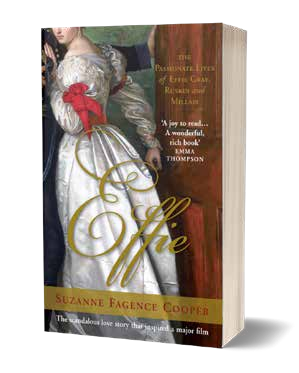 THE
PASSIONATE LIVES
of EFFIE GRAY,
RUSKIN and
MILLAIS
'A joy to read...
A wonderful,
rich book'
EMMA
THOMPSON
Effie
SUZANNE FAGENCE COOPER
The scandalous love story that inspired a major film